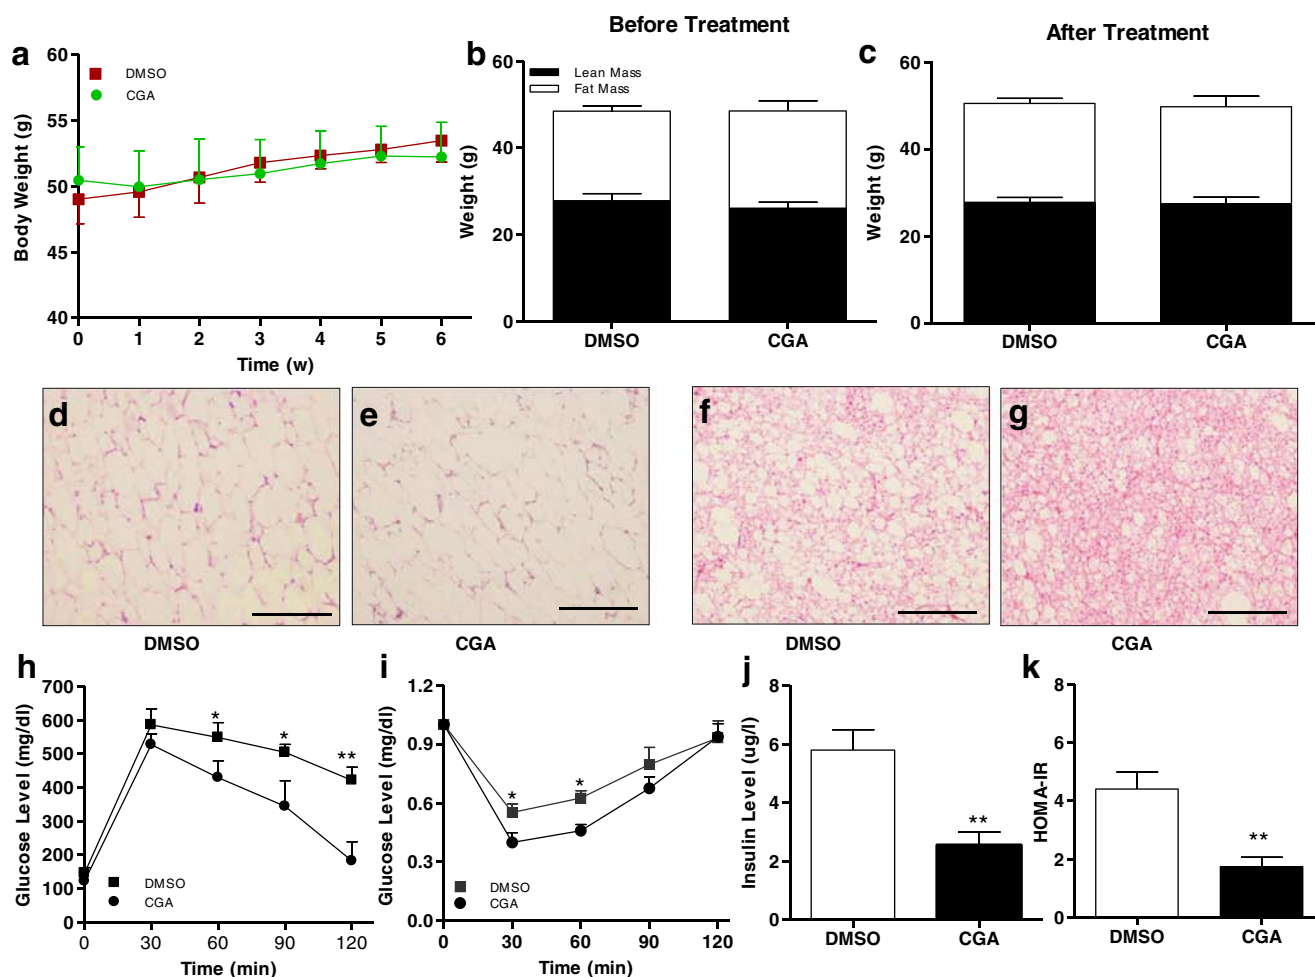 Before Treatment
After Treatment
a
60
55
50
45
40
Body Weight (g)
DMSO
CGA
0 1 2 3 4 5 6
Time (w)
b
60
40
20
0
Weight (g)
Lean Mass
Fat Mass
DMSO CGA
c
60
40
20
0
Weight (g)
DMSO CGA
d
e
f
g
DMSO CGA DMSO CGA
h
700
600
500
400
300
200
100
0
Glucose Level (mg/dl)
* * **
DMSO
CGA
0 30 60 90 120
Time (min)
i
1.2
0.9
0.6
0.3
0.0
Glucose Level (mg/dl)
* *
DMSO
CGA
0 30 60 90 120
Time (min)
j
8
6
4
2
0
Insulin Level (ug/l)
**
DMSO CGA
k
8
6
4
2
0
HOMA-IR
**
DMSO CGA